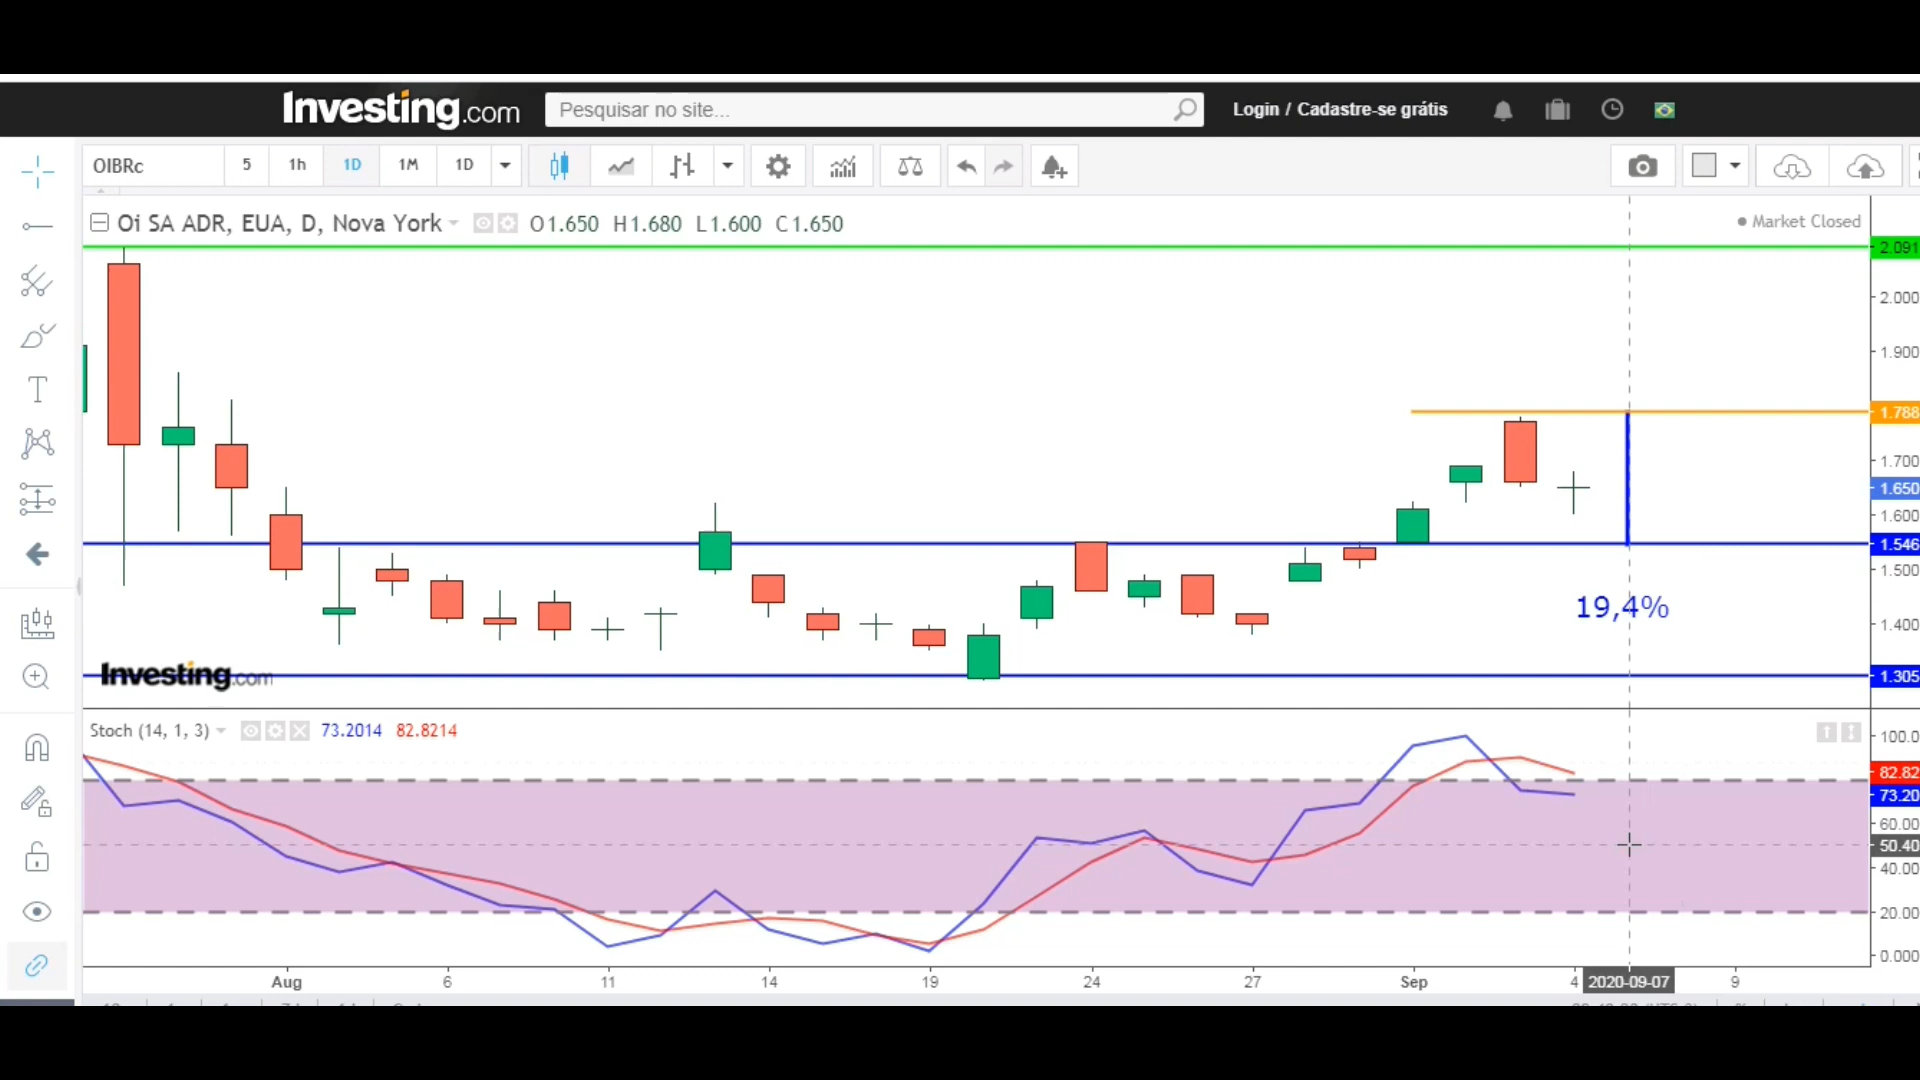 Investing.com
Pesquisar no site...
Login / Cadastre-se grátis
OIBRc
5
1h
1D
1M
1D
Oi SA ADR, EUA, D, Nova York
O1.650 H1.680 L1.600 C1.650
Market Closed
2.091
2.000
1.900
1.788
1.700
1.650
1.600
1.546
1.500
19,4%
1.400
Investing.com
1.305
Stoch (14, 1, 3)
73.2014 82.8214
100.0
82.82
73.20
60.00
50.40
40.00
20.00
0.000
Aug 6 11 14 19 24 27 Sep 4 2020-09-07 9